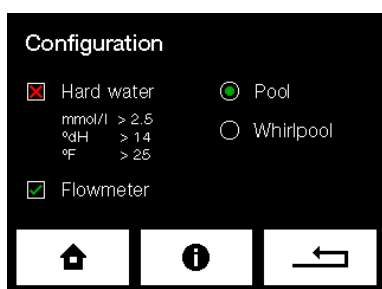 Configuration
Hard water
mmol/l > 2.5
°dH > 14
°F > 25
Flowmeter
Pool
Whirlpool